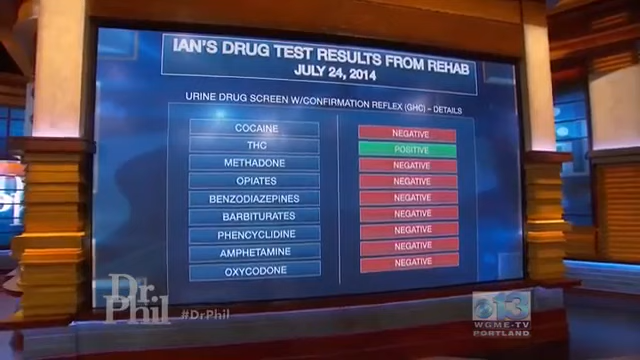 IAN'S DRUG TEST RESULTS FROM REHAB
JULY 24, 2014
URINE DRUG SCREEN W/CONFIRMATION REFLEX (GHC) – DETAILS
COCAINE NEGATIVE
THC POSITIVE
METHADONE NEGATIVE
OPIATES NEGATIVE
BENZODIAZEPINES NEGATIVE
BARBITURATES NEGATIVE
PHENCYCLIDINE NEGATIVE
AMPHETAMINE NEGATIVE
OXYCODONE NEGATIVE
Dr.
Phil #DrPhil
13
WGME-TV
PORTLAND